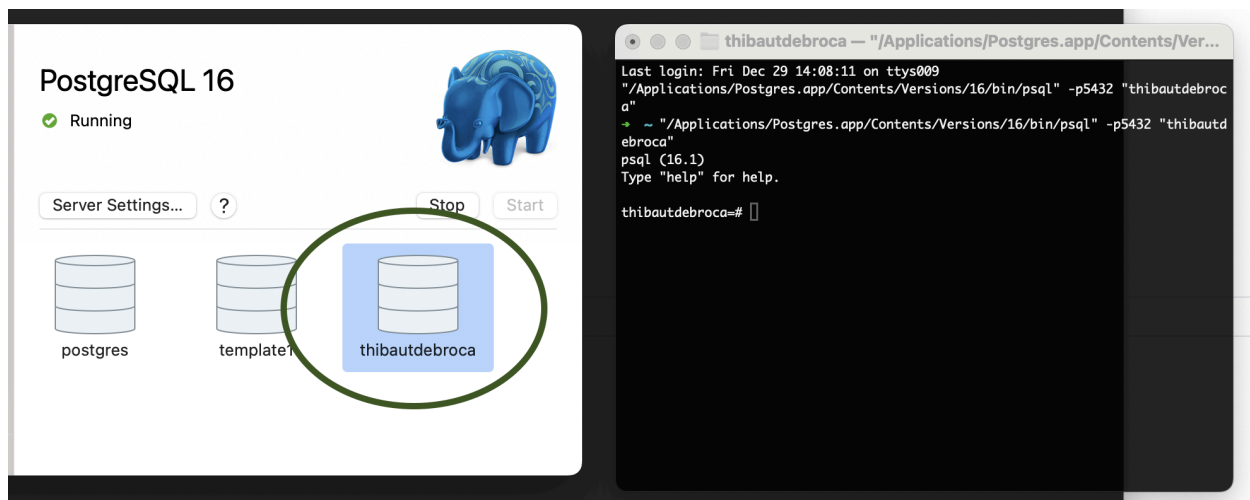 PostgreSQL 16
Running
Server Settings...
?
Stop
Start
postgres
template1
thibautdebroca
thibautdebroca — "/Applications/Postgres.app/Contents/Ver...
Last login: Fri Dec 29 14:08:11 on ttys009
"/Applications/Postgres.app/Contents/Versions/16/bin/psql" -p5432 "thibautdebroc
a"
➜  ~ "/Applications/Postgres.app/Contents/Versions/16/bin/psql" -p5432 "thibautd
ebroca"
psql (16.1)
Type "help" for help.
thibautdebroca=#